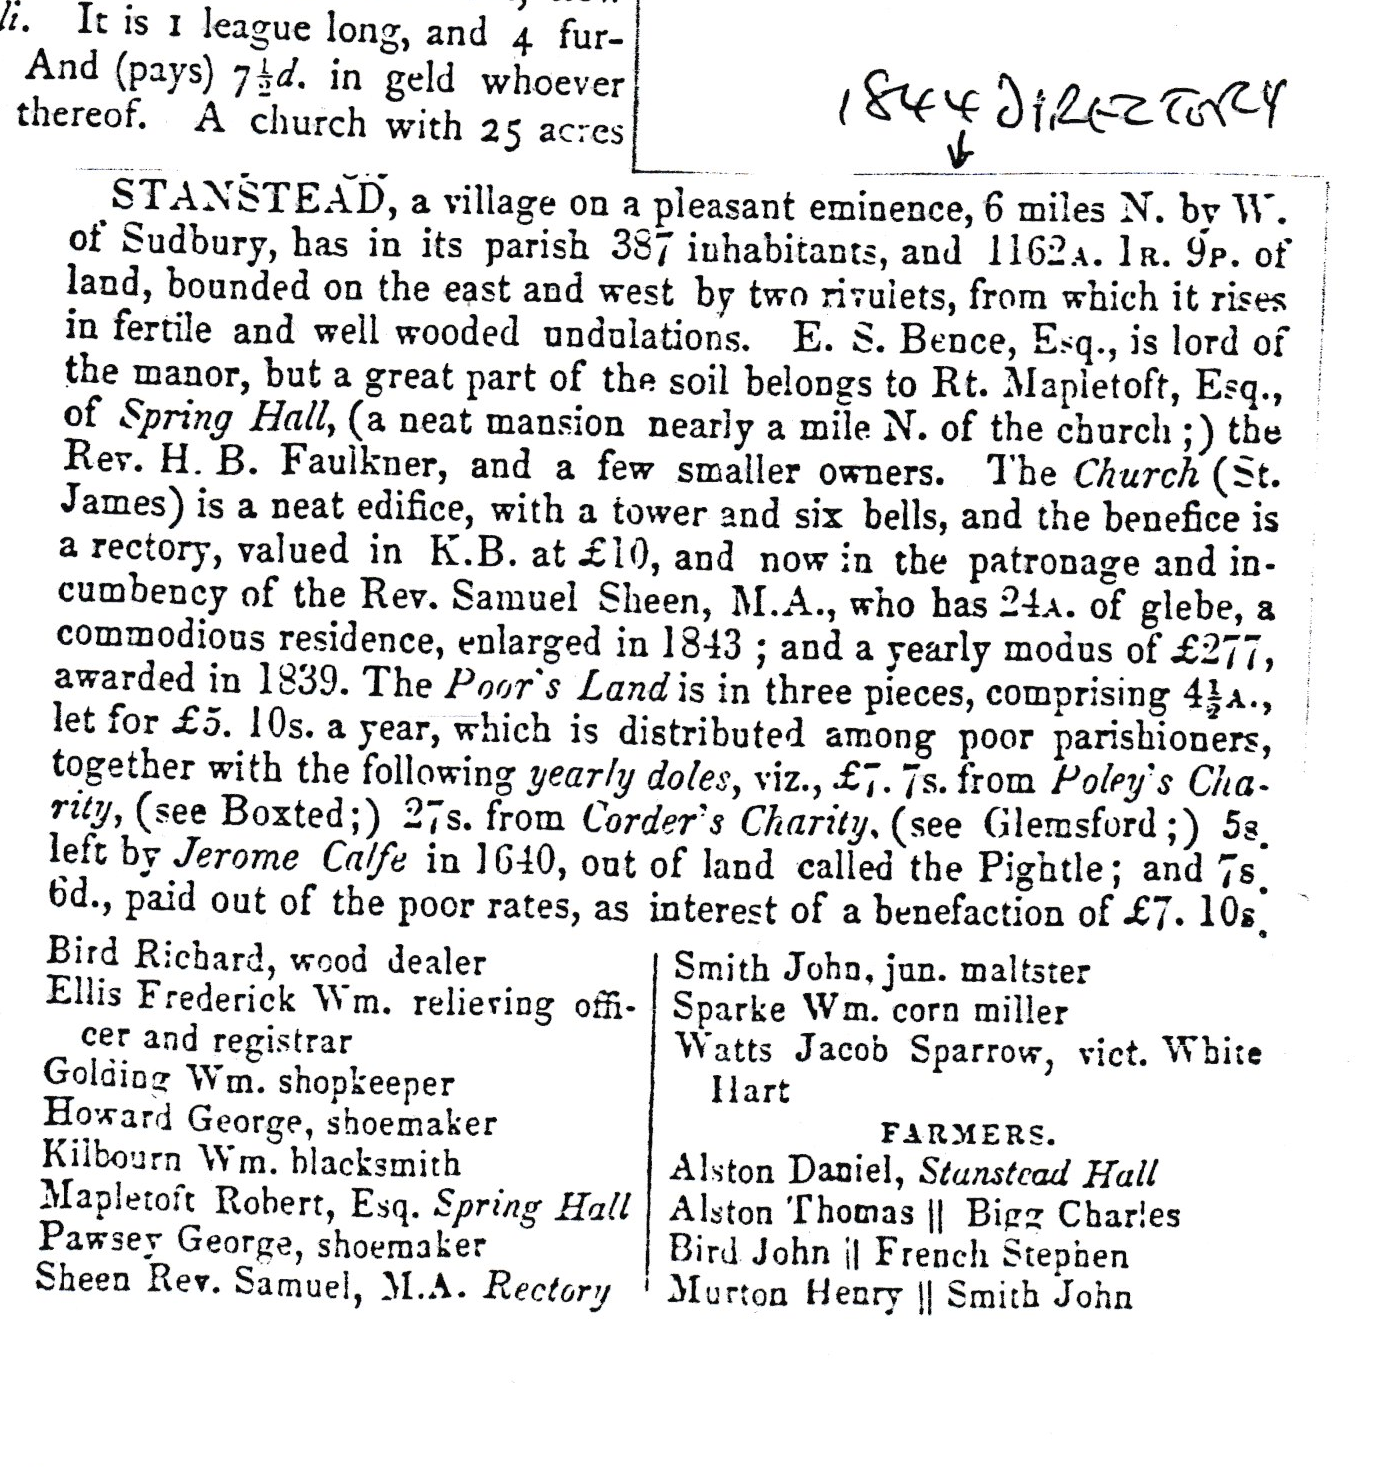 li. It is 1 league long, and 4 fur-
And (pays) 7½d. in geld whoever
thereof. A church with 25 acres
1844 DIRECTORY
STANSTEAD, a village on a pleasant eminence, 6 miles N. by W.
of Sudbury, has in its parish 387 inhabitants, and 1162A. 1R. 9P. of
land, bounded on the east and west by two rivulets, from which it rises
in fertile and well wooded undulations. E. S. Bence, Esq., is lord of
the manor, but a great part of the soil belongs to Rt. Mapletoft, Esq.,
of Spring Hall, (a neat mansion nearly a mile N. of the church;) the
Rev. H. B. Faulkner, and a few smaller owners. The Church (St.
James) is a neat edifice, with a tower and six bells, and the benefice is
a rectory, valued in K.B. at £10, and now in the patronage and in-
cumbency of the Rev. Samuel Sheen, M.A., who has 24A. of glebe, a
commodious residence, enlarged in 1843; and a yearly modus of £277,
awarded in 1839. The Poor's Land is in three pieces, comprising 4½A.,
let for £5. 10s. a year, which is distributed among poor parishioners,
together with the following yearly doles, viz., £7. 7s. from Poley's Cha-
rity, (see Boxted;) 27s. from Corder's Charity, (see Glemsford;) 5s.
left by Jerome Calfe in 1640, out of land called the Pightle; and 7s.
6d., paid out of the poor rates, as interest of a benefaction of £7. 10s.
Bird Richard, wood dealer
Ellis Frederick Wm. relieving offi-
cer and registrar
Golding Wm. shopkeeper
Howard George, shoemaker
Kilbourn Wm. blacksmith
Mapletoft Robert, Esq. Spring Hall
Pawsey George, shoemaker
Sheen Rev. Samuel, M.A. Rectory
Smith John, jun. maltster
Sparke Wm. corn miller
Watts Jacob Sparrow, vict. White
Hart
FARMERS.
Alston Daniel, Stanstead Hall
Alston Thomas || Bigg Charles
Bird John || French Stephen
Murton Henry || Smith John